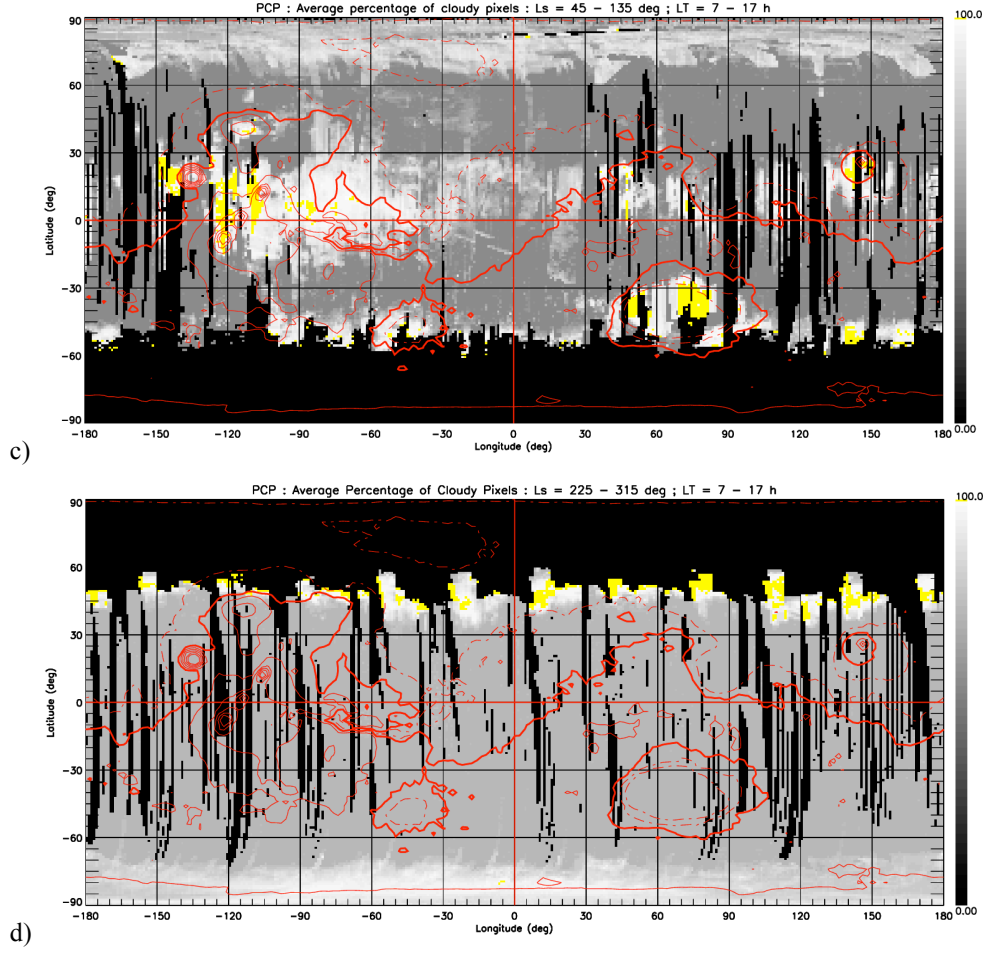 PCP : Average percentage of cloudy pixels : Ls = 45 – 135 deg ; LT = 7 – 17 h
100.0
90
60
30
0
−30
−60
−90
Latitude (deg)
0.00
−180 −150 −120 −90 −60 −30 0 30 60 90 120 150 180
Longitude (deg)
c)
PCP : Average Percentage of Cloudy Pixels : Ls = 225 – 315 deg ; LT = 7 – 17 h
100.0
90
60
30
0
−30
−60
−90
Latitude (deg)
0.00
−180 −150 −120 −90 −60 −30 0 30 60 90 120 150 180
Longitude (deg)
d)